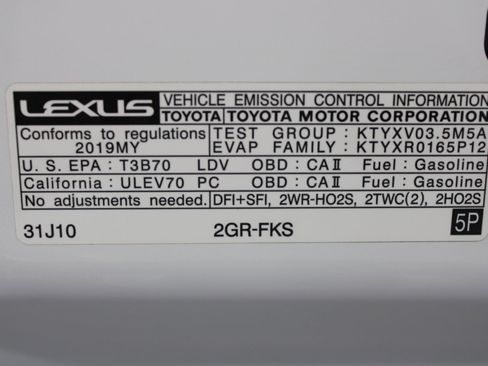 LEXUS VEHICLE EMISSION CONTROL INFORMATION
TOYOTA TOYOTA MOTOR CORPORATION
Conforms to regulations TEST GROUP : KTYXV03.5M5A
2019MY EVAP FAMILY : KTYXR0165P12
U. S. EPA : T3B70 LDV OBD : CAⅡ Fuel : Gasoline
California : ULEV70 PC OBD : CAⅡ Fuel : Gasoline
No adjustments needed. DFI+SFI, 2WR-HO2S, 2TWC(2), 2HO2S
31J10 2GR-FKS 5P